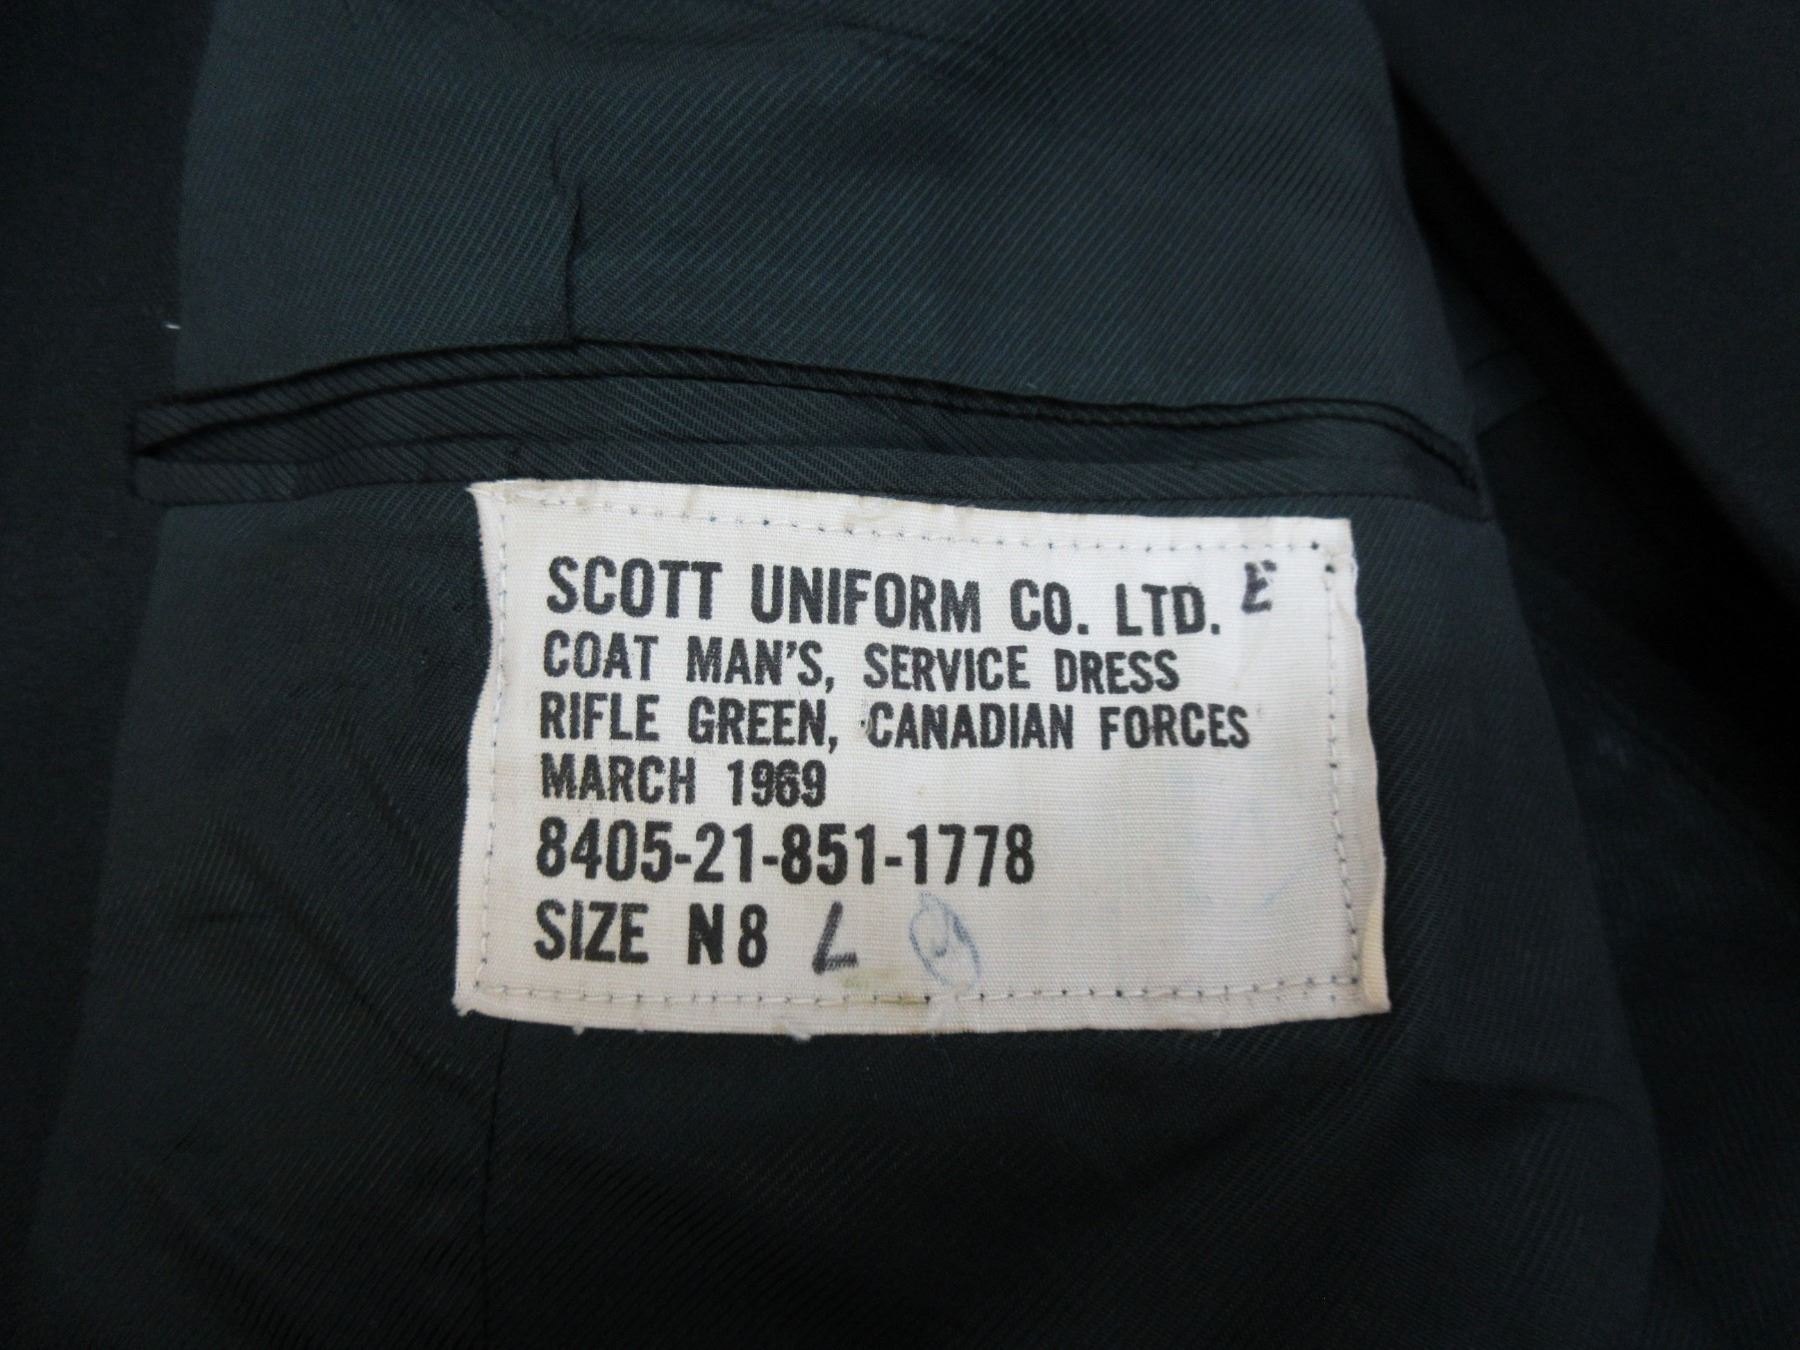 SCOTT UNIFORM CO. LTD. E
COAT MAN'S, SERVICE DRESS
RIFLE GREEN, CANADIAN FORCES
MARCH 1969
8405-21-851-1778
SIZE N8 L